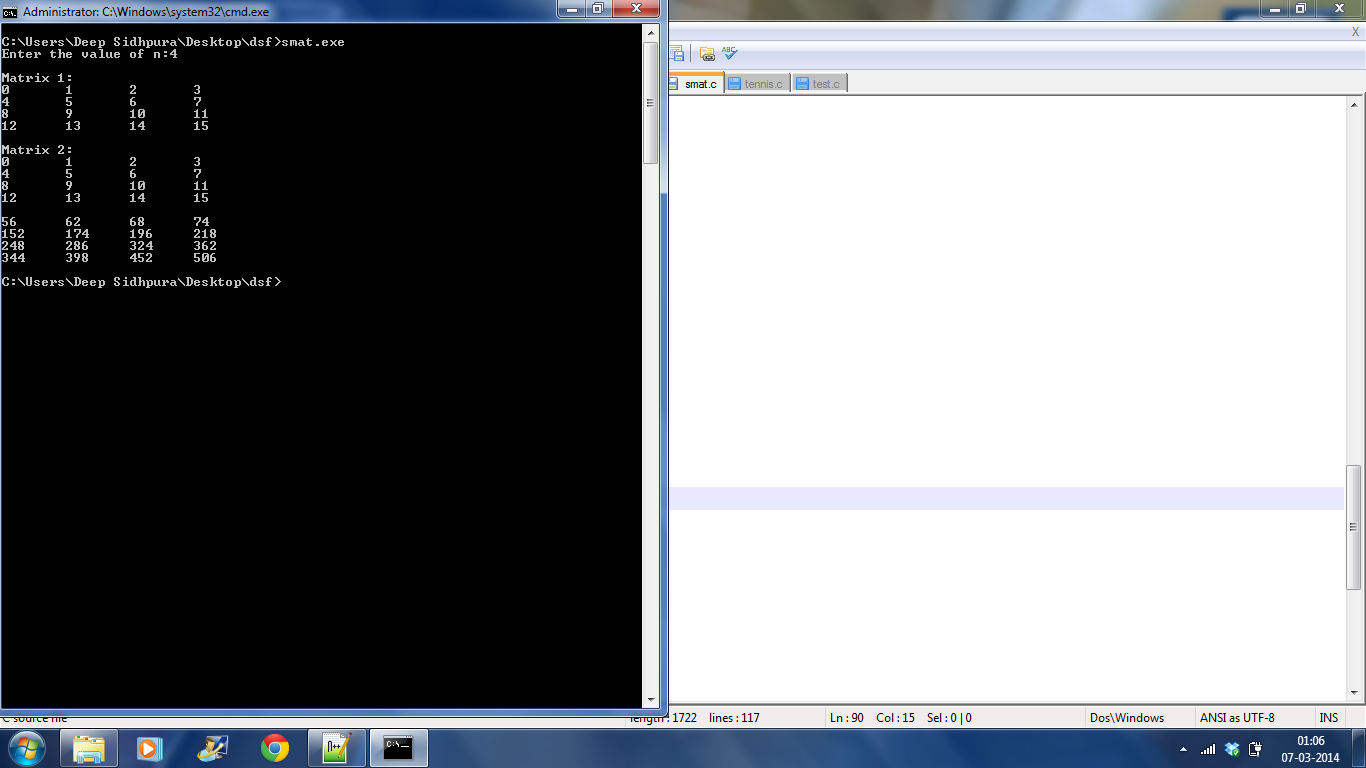 Administrator: C:\Windows\system32\cmd.exe
C:\Users\Deep Sidhpura\Desktop\dsf>smat.exe
Enter the value of n:4
Matrix 1:
0 1 2 3
4 5 6 7
8 9 10 11
12 13 14 15
Matrix 2:
0 1 2 3
4 5 6 7
8 9 10 11
12 13 14 15
56 62 68 74
152 174 196 218
248 286 324 362
344 398 452 506
C:\Users\Deep Sidhpura\Desktop\dsf>
X
ABC
smat.c tennis.c test.c
C source file length : 1722 lines : 117 Ln : 90 Col : 15 Sel : 0 | 0 Dos\Windows ANSI as UTF-8 INS
C:\_
01:06
07-03-2014